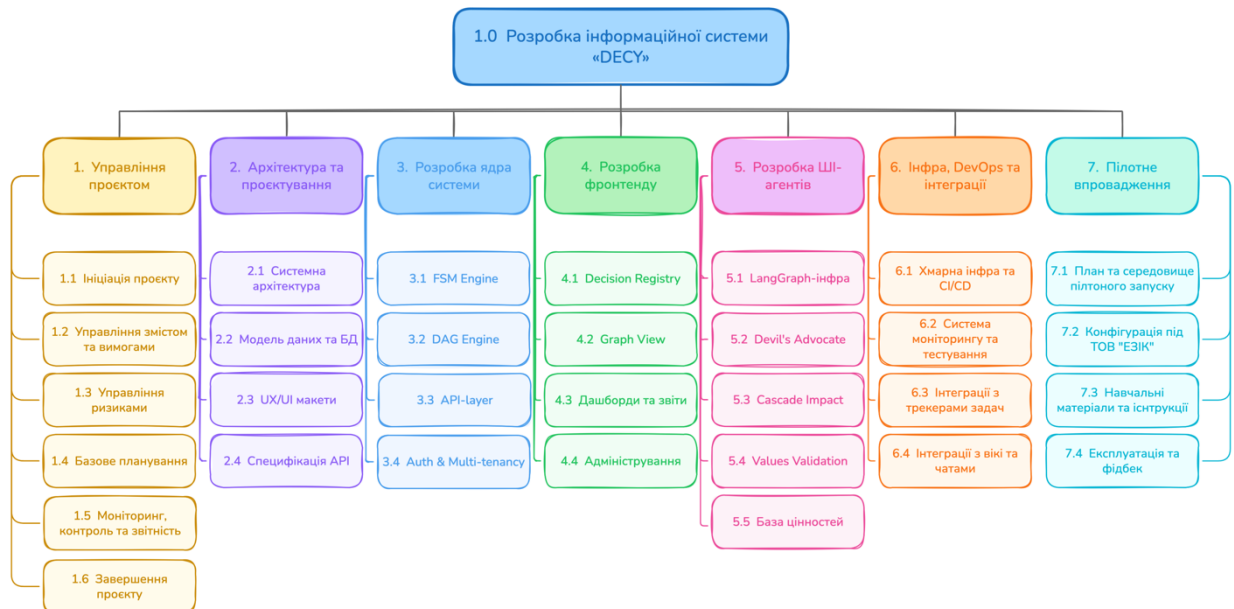 1.0 Розробка інформаційної системи
«DECY»
1. Управління
проєктом
2. Архітектура та
проєктування
3. Розробка ядра
системи
4. Розробка
фронтенду
5. Розробка ШІ-
агентів
6. Інфра, DevOps та
інтеграції
7. Пілотне
впровадження
1.1 Ініціація проєкту
1.2 Управління змістом
та вимогами
1.3 Управління
ризиками
1.4 Базове планування
1.5 Моніторинг,
контроль та звітність
1.6 Завершення
проєкту
2.1 Системна
архітектура
2.2 Модель даних та БД
2.3 UX/UI макети
2.4 Специфікація API
3.1 FSM Engine
3.2 DAG Engine
3.3 API-layer
3.4 Auth & Multi-tenancy
4.1 Decision Registry
4.2 Graph View
4.3 Дашборди та звіти
4.4 Адміністрування
5.1 LangGraph-інфра
5.2 Devil's Advocate
5.3 Cascade Impact
5.4 Values Validation
5.5 База цінностей
6.1 Хмарна інфра та
CI/CD
6.2 Система
моніторингу та
тестування
6.3 Інтеграції з
трекерами задач
6.4 Інтеграції з вікі та
чатами
7.1 План та середовище
пілтоного запуску
7.2 Конфігурація під
ТОВ "ЕЗІК"
7.3 Навчальні
матеріали та існтрукції
7.4 Експлуатація та
фідбек